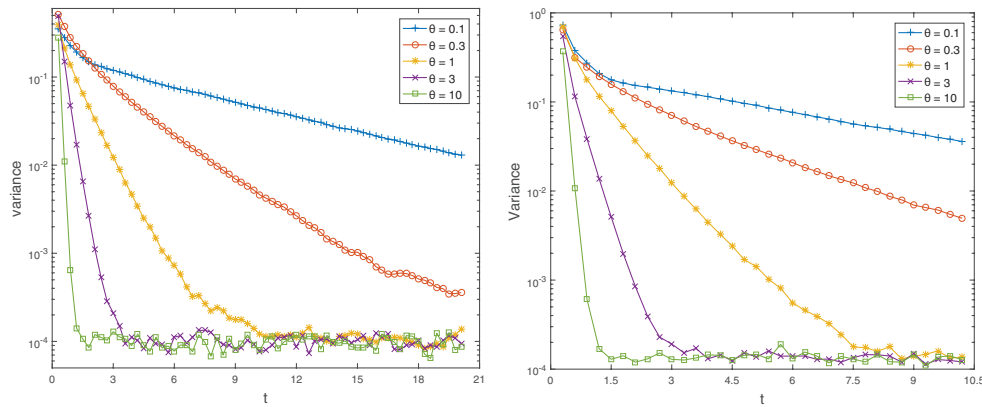 variance
10^-1
10^-2
10^-3
10^-4
0 3 6 9 12 15 18 21
t
θ = 0.1
θ = 0.3
θ = 1
θ = 3
θ = 10
Variance
10^0
10^-1
10^-2
10^-3
10^-4
0 1.5 3 4.5 6 7.5 9 10.5
t
θ = 0.1
θ = 0.3
θ = 1
θ = 3
θ = 10